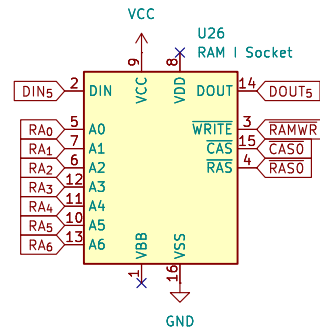 VCC
U26
RAM I Socket
9
8
VCC
VDD
DIN5 2 DIN DOUT 14 DOUT5
RA0 5 A0 WRITE 3 RAMWR
RA1 7 A1 CAS 15 CAS0
RA2 6 A2 RAS 4 RAS0
RA3 12 A3
RA4 11 A4
RA5 10 A5
RA6 13 A6
VBB
VSS
1
16
GND